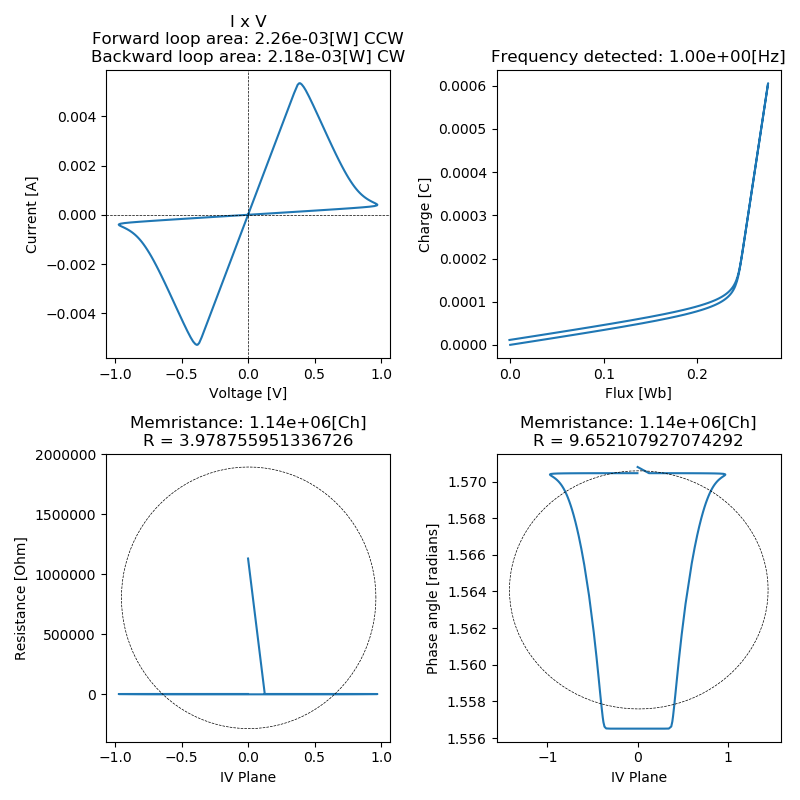 I x V
Forward loop area: 2.26e-03[W] CCW
Backward loop area: 2.18e-03[W] CW
0.004
0.002
0.000
−0.002
−0.004
Current [A]
−1.0 −0.5 0.0 0.5 1.0
Voltage [V]
Frequency detected: 1.00e+00[Hz]
0.0006
0.0005
0.0004
0.0003
0.0002
0.0001
0.0000
Charge [C]
0.0 0.1 0.2
Flux [Wb]
Memristance: 1.14e+06[Ch]
R = 3.978755951336726
2000000
1500000
1000000
500000
0
Resistance [Ohm]
−1.0 −0.5 0.0 0.5 1.0
IV Plane
Memristance: 1.14e+06[Ch]
R = 9.652107927074292
1.570
1.568
1.566
1.564
1.562
1.560
1.558
1.556
Phase angle [radians]
−1 0 1
IV Plane